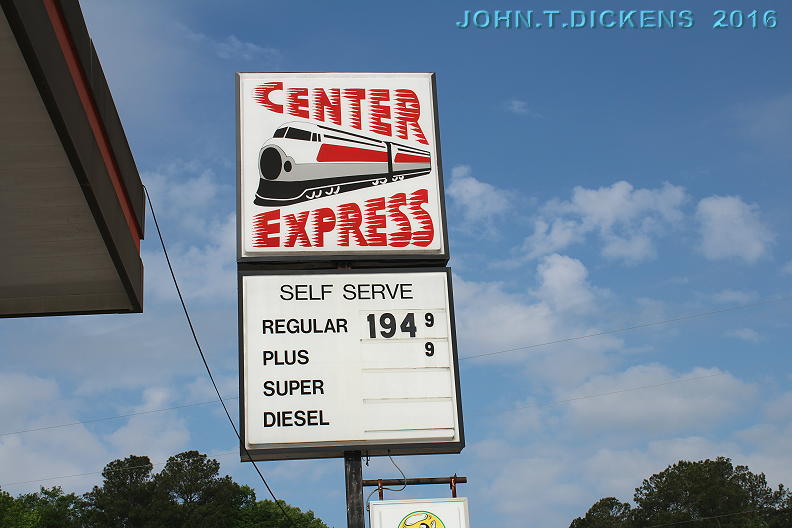 JOHN.T.DICKENS 2016
CENTER
EXPRESS
SELF SERVE
REGULAR 194 9
PLUS 9
SUPER
DIESEL